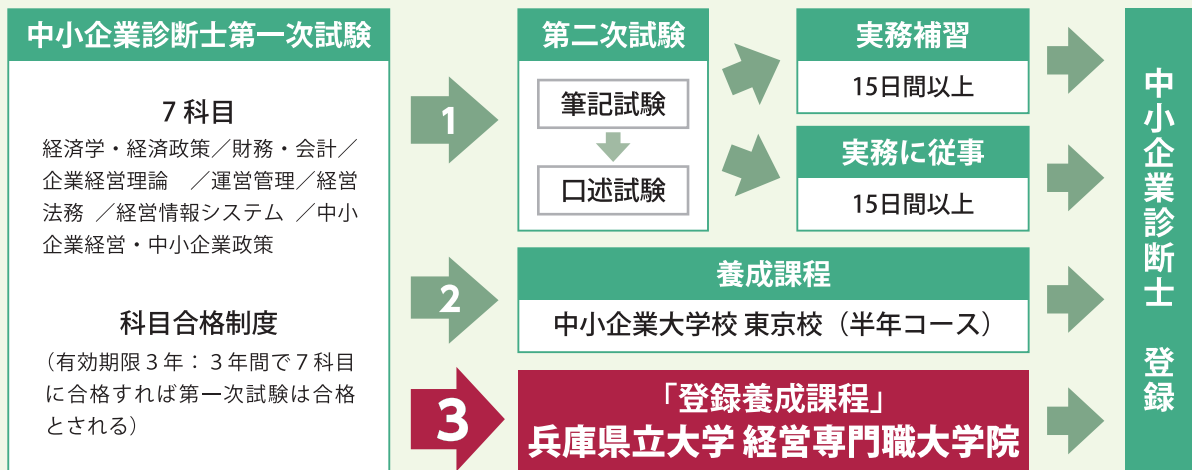 中小企業診断士第一次試験
7 科目
経済学・経済政策／財務・会計／
企業経営理論　／運営管理／経営
法務 ／経営情報システム ／中小
企業経営・中小企業政策
科目合格制度
（有効期限３年：３年間で７科目
に合格すれば第一次試験は合格
とされる）
1
第二次試験
筆記試験
口述試験
実務補習
15日間以上
実務に従事
15日間以上
2
養成課程
中小企業大学校 東京校（半年コース）
3
「登録養成課程」
兵庫県立大学 経営専門職大学院
中小企業診断士　登録